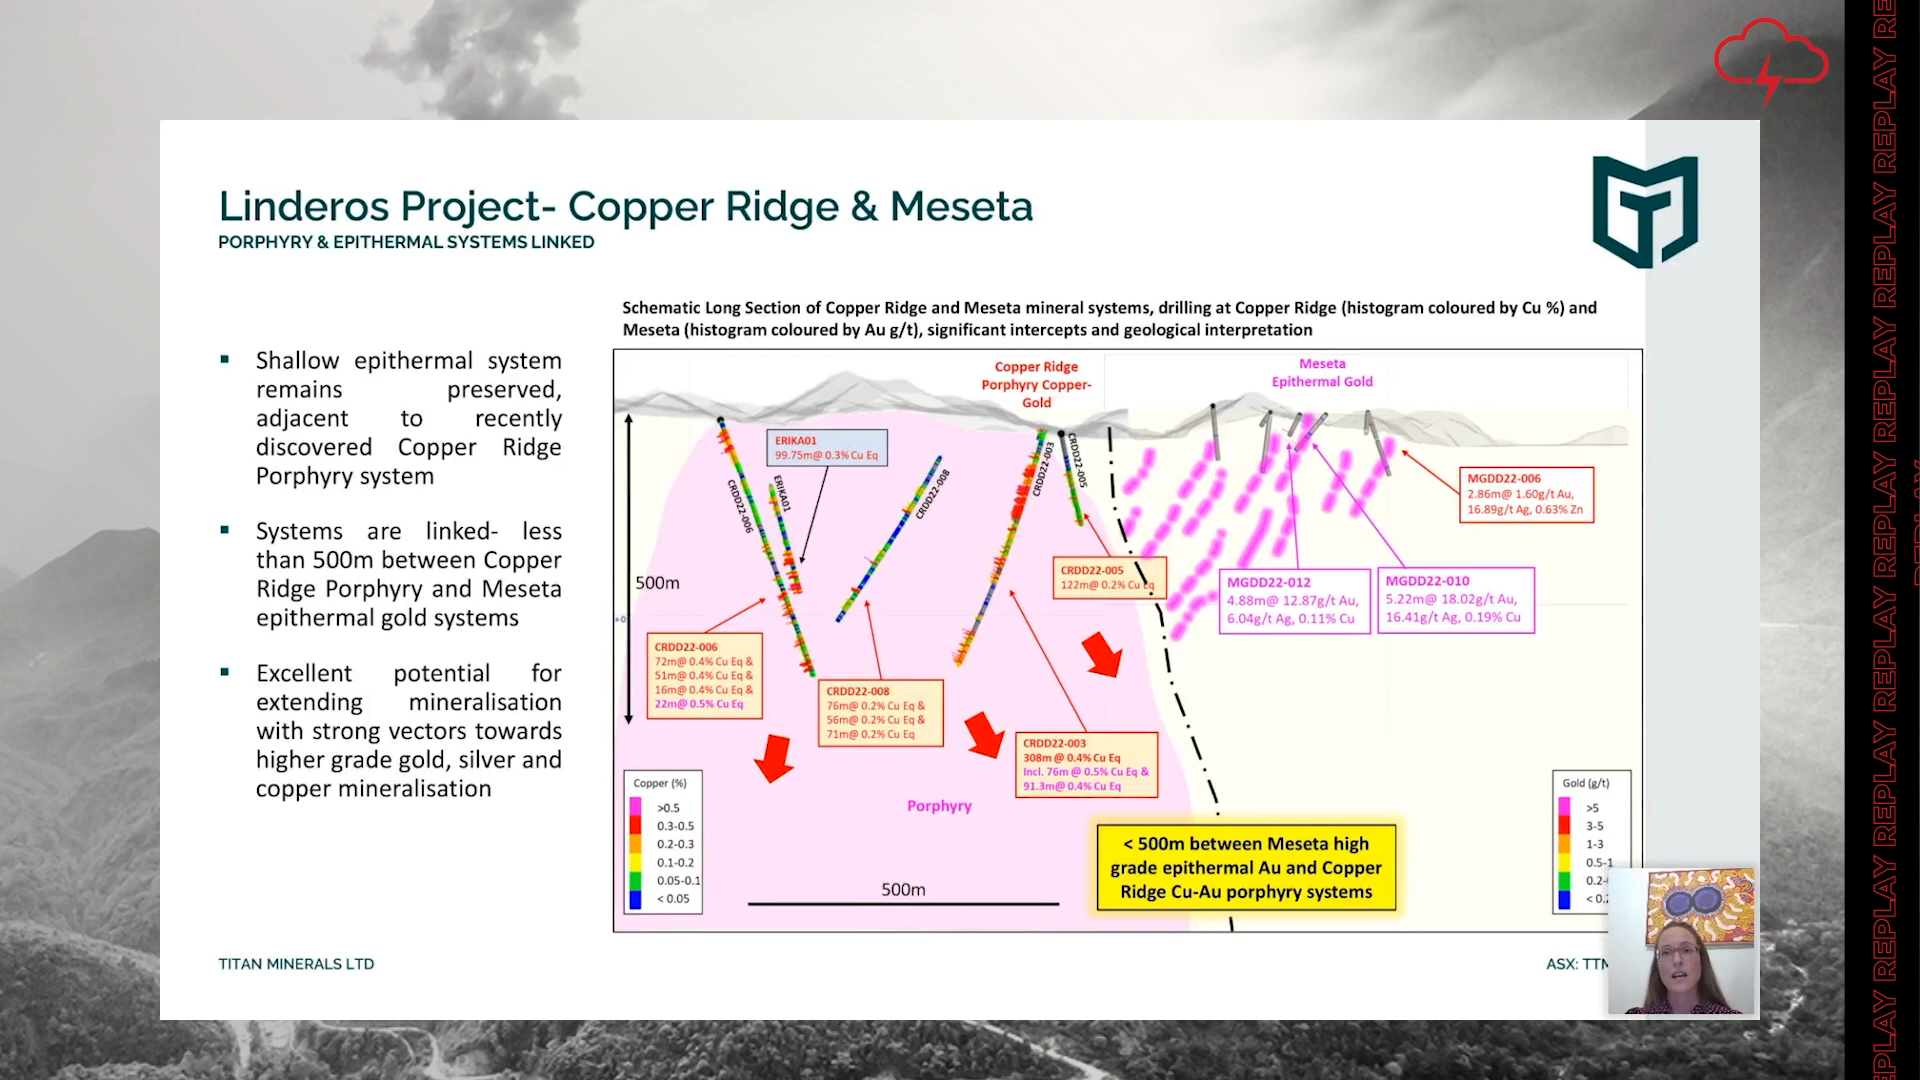 Linderos Project- Copper Ridge & Meseta
PORPHYRY & EPITHERMAL SYSTEMS LINKED
▪ Shallow epithermal system
remains preserved,
adjacent to recently
discovered Copper Ridge
Porphyry system
▪ Systems are linked- less
than 500m between Copper
Ridge Porphyry and Meseta
epithermal gold systems
▪ Excellent potential for
extending mineralisation
with strong vectors towards
higher grade gold, silver and
copper mineralisation
Schematic Long Section of Copper Ridge and Meseta mineral systems, drilling at Copper Ridge (histogram coloured by Cu %) and
Meseta (histogram coloured by Au g/t), significant intercepts and geological interpretation
Copper Ridge
Porphyry Copper-
Gold
Meseta
Epithermal Gold
ERIKA01
99.75m@ 0.3% Cu Eq
CRDD22-006
ERIKA01
CRDD22-008
CRDD22-003
CRDD22-005
500m
+0
MGDD22-006
2.86m@ 1.60g/t Au,
16.89g/t Ag, 0.63% Zn
CRDD22-005
122m@ 0.2% Cu Eq
MGDD22-012
4.88m@ 12.87g/t Au,
6.04g/t Ag, 0.11% Cu
MGDD22-010
5.22m@ 18.02g/t Au,
16.41g/t Ag, 0.19% Cu
CRDD22-006
72m@ 0.4% Cu Eq &
51m@ 0.4% Cu Eq &
16m@ 0.4% Cu Eq &
22m@ 0.5% Cu Eq
CRDD22-008
76m@ 0.2% Cu Eq &
56m@ 0.2% Cu Eq &
71m@ 0.2% Cu Eq
CRDD22-003
308m @ 0.4% Cu Eq
Incl. 76m @ 0.5% Cu Eq &
91.3m@ 0.4% Cu Eq
Porphyry
Copper (%)
>0.5
0.3-0.5
0.2-0.3
0.1-0.2
0.05-0.1
< 0.05
500m
< 500m between Meseta high
grade epithermal Au and Copper
Ridge Cu-Au porphyry systems
Gold (g/t)
>5
3-5
1-3
0.5-1
0.2-
< 0.2
TITAN MINERALS LTD
ASX: TTM
REPLAY REPLAY REPLAY REPLAY REPLAY REPLAY REPLAY
REPLAY